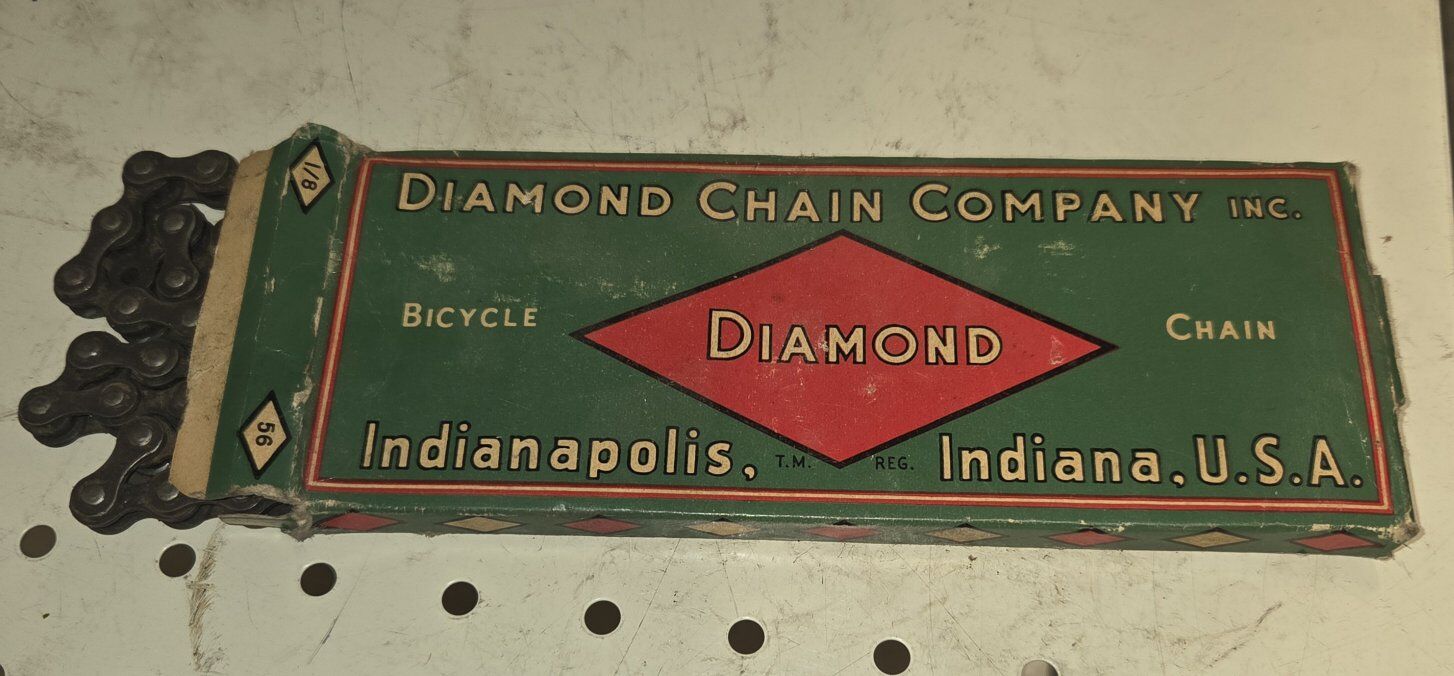 1/8
56
DIAMOND CHAIN COMPANY INC.
BICYCLE
DIAMOND
CHAIN
Indianapolis, T.M. REG. Indiana, U.S.A.